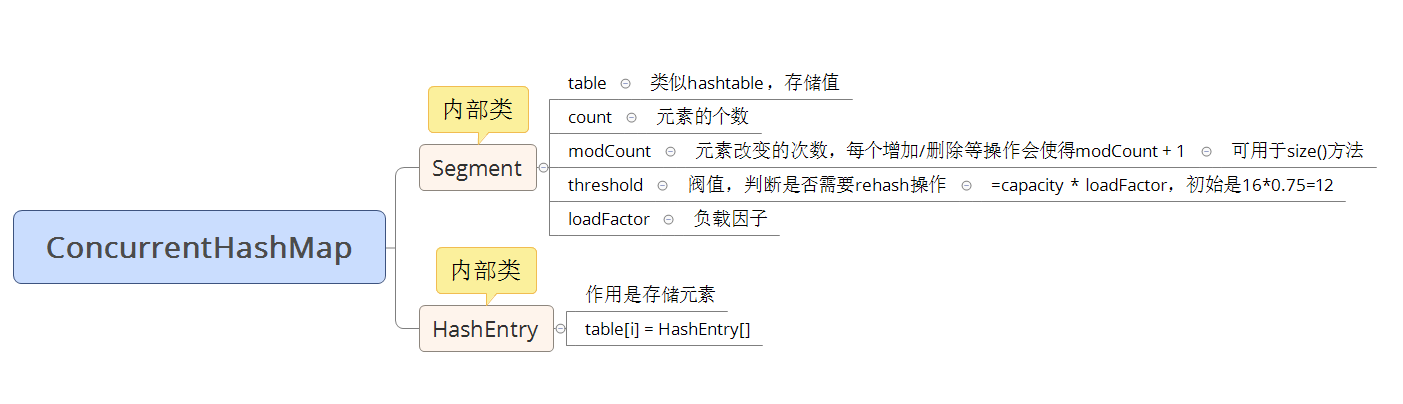 ConcurrentHashMap
内部类
Segment
table 类似hashtable，存储值
count 元素的个数
modCount 元素改变的次数，每个增加/删除等操作会使得modCount + 1 可用于size()方法
threshold 阀值，判断是否需要rehash操作 =capacity * loadFactor，初始是16*0.75=12
loadFactor 负载因子
内部类
HashEntry
作用是存储元素
table[i] = HashEntry[]